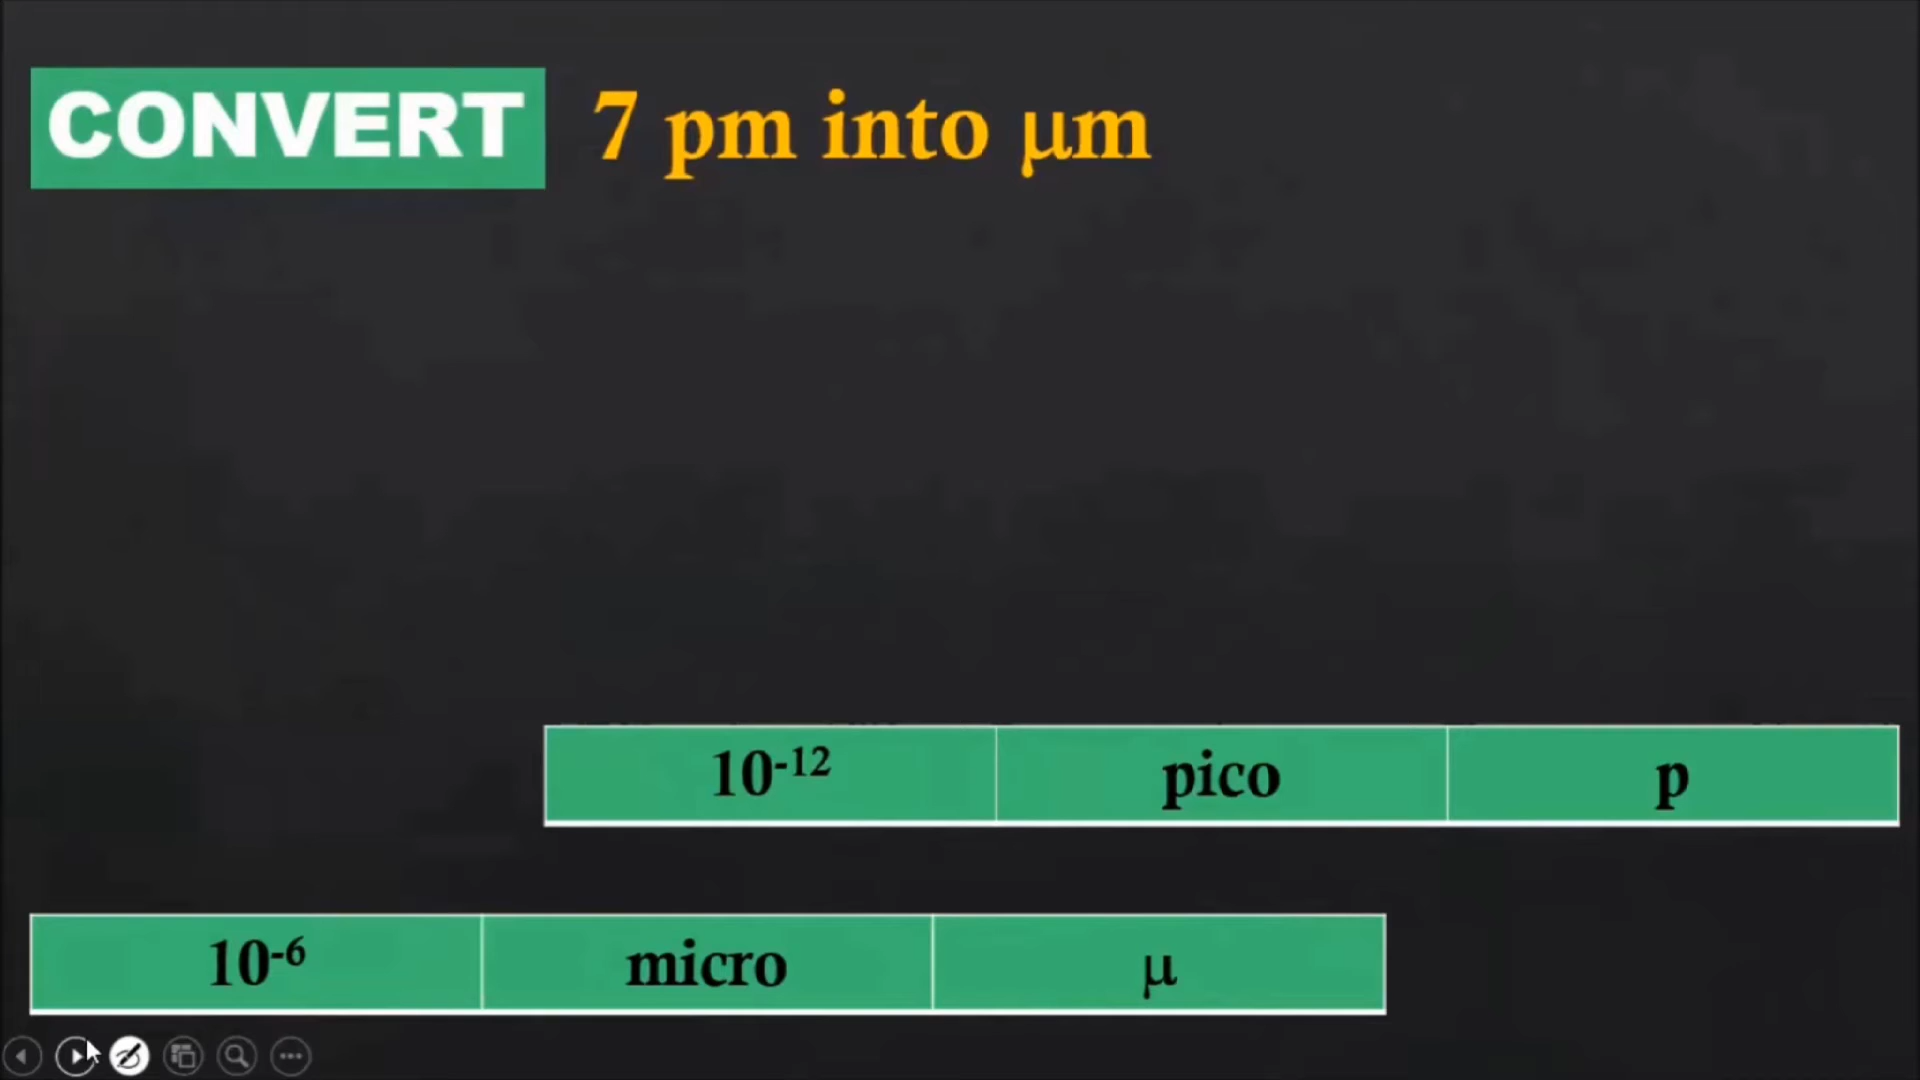 CONVERT 7 pm into μm
10⁻¹² pico p
10⁻⁶ micro μ